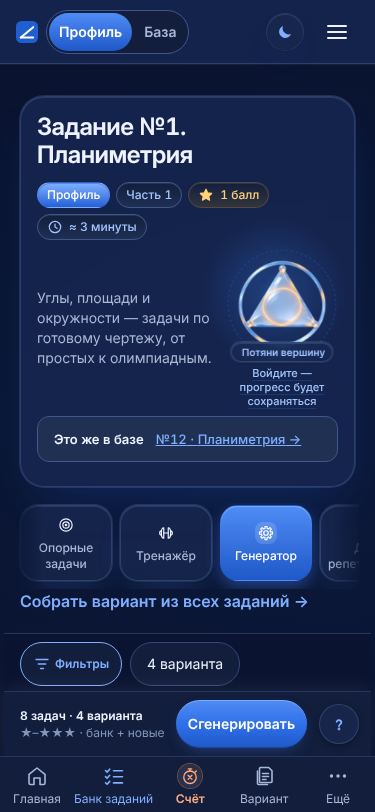 Профиль База
Задание №1.
Планиметрия
Профиль Часть 1 1 балл
≈ 3 минуты
Углы, площади и
окружности — задачи по
готовому чертежу, от
простых к олимпиадным.
Потяни вершину
Войдите —
прогресс будет
сохраняться
Это же в базе №12 · Планиметрия →
Опорные
задачи
Тренажёр
Генератор
Собрать вариант из всех заданий →
Фильтры 4 варианта
8 задач · 4 варианта
★–★★★ · банк + новые
Сгенерировать ?
Главная Банк заданий Счёт Вариант Ещё